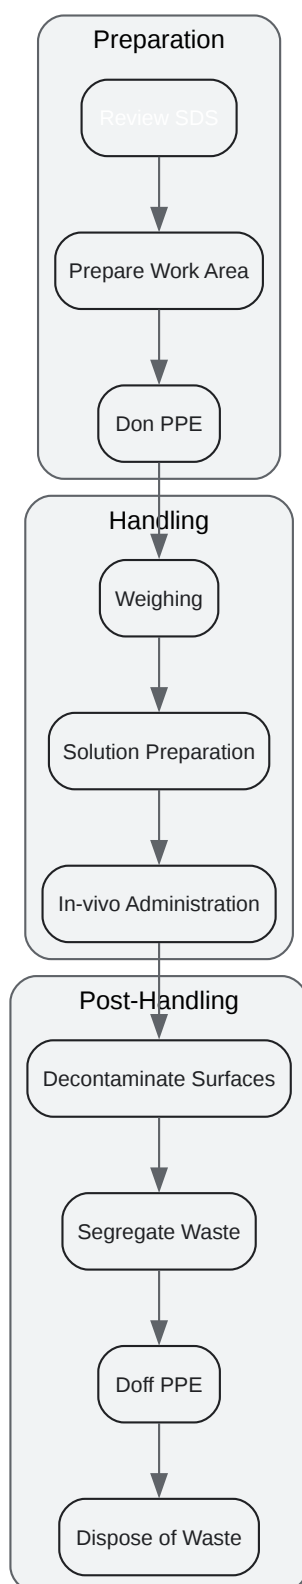 Preparation
Review SDS
Prepare Work Area
Don PPE
Handling
Weighing
Solution Preparation
In-vivo Administration
Post-Handling
Decontaminate Surfaces
Segregate Waste
Doff PPE
Dispose of Waste